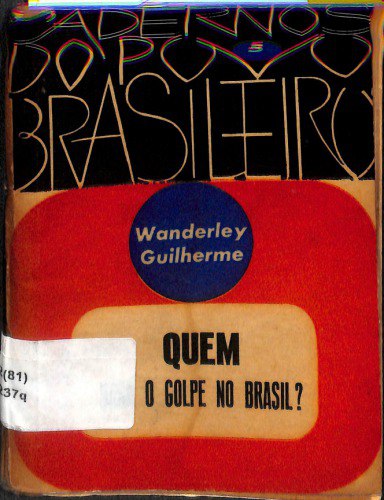 CADERNOS
DO POVO
5
BRASILEIRO
Wanderley
Guilherme
QUEM
O GOLPE NO BRASIL?
(81)
37q